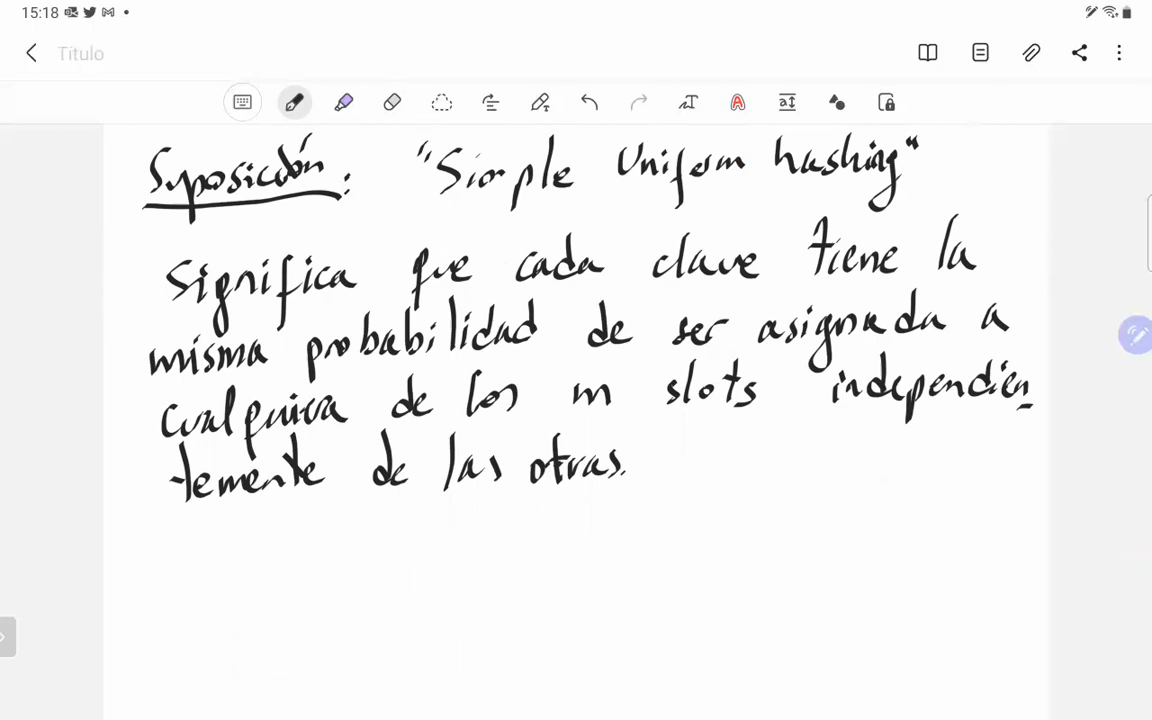 15:18
Título
Suposición: "Simple Uniform hashing"
Significa que cada clave tiene la
misma probabilidad de ser asignada a
cualquiera de los m slots independien
temente de las otras.